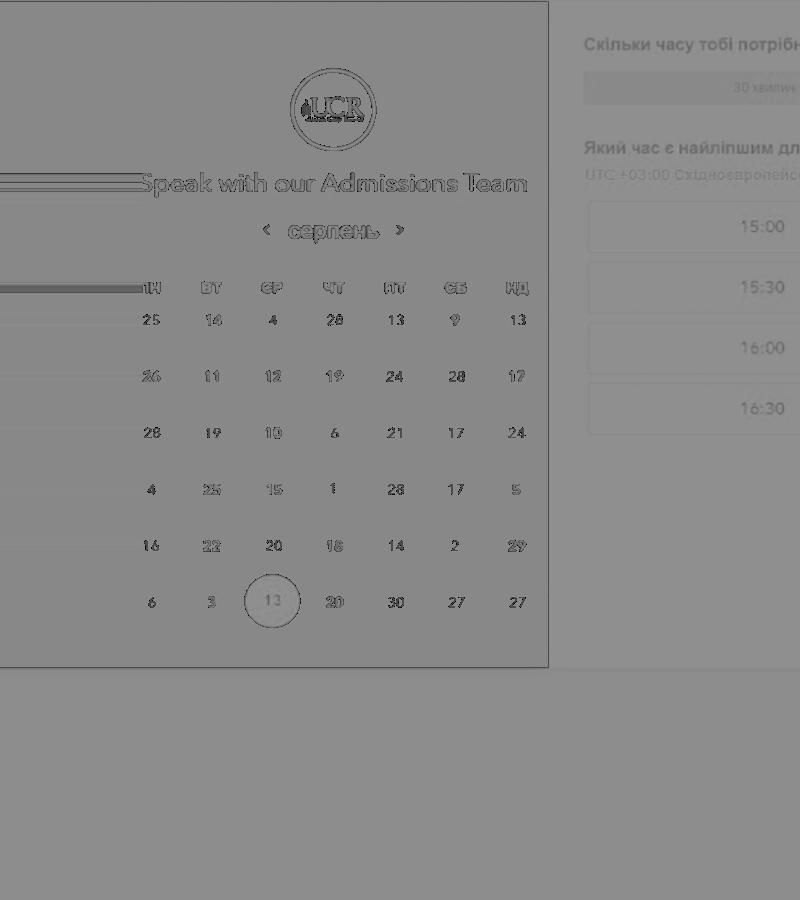 UCR
Speak with our Admissions Team
< серпень >
ПН ВТ СР ЧТ ПТ СБ НД
25 14 4 28 13 9 13
26 11 12 19 24 28 17
28 19 10 6 21 17 24
4 25 15 1 28 17 5
16 22 20 18 14 2 29
6 3 13 20 30 27 27
Скільки часу тобі потрібн
30 хвилин
Який час є найліпшим дл
UTC +03:00 Східноєвропейс
15:00
15:30
16:00
16:30